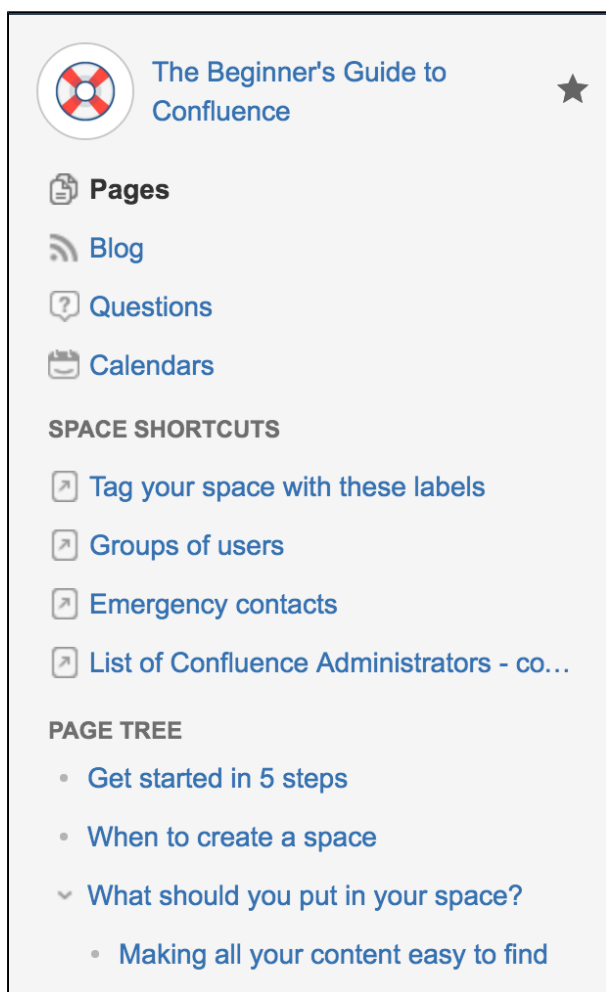 The Beginner's Guide to
Confluence
Pages
Blog
Questions
Calendars
SPACE SHORTCUTS
Tag your space with these labels
Groups of users
Emergency contacts
List of Confluence Administrators - co...
PAGE TREE
Get started in 5 steps
When to create a space
What should you put in your space?
Making all your content easy to find